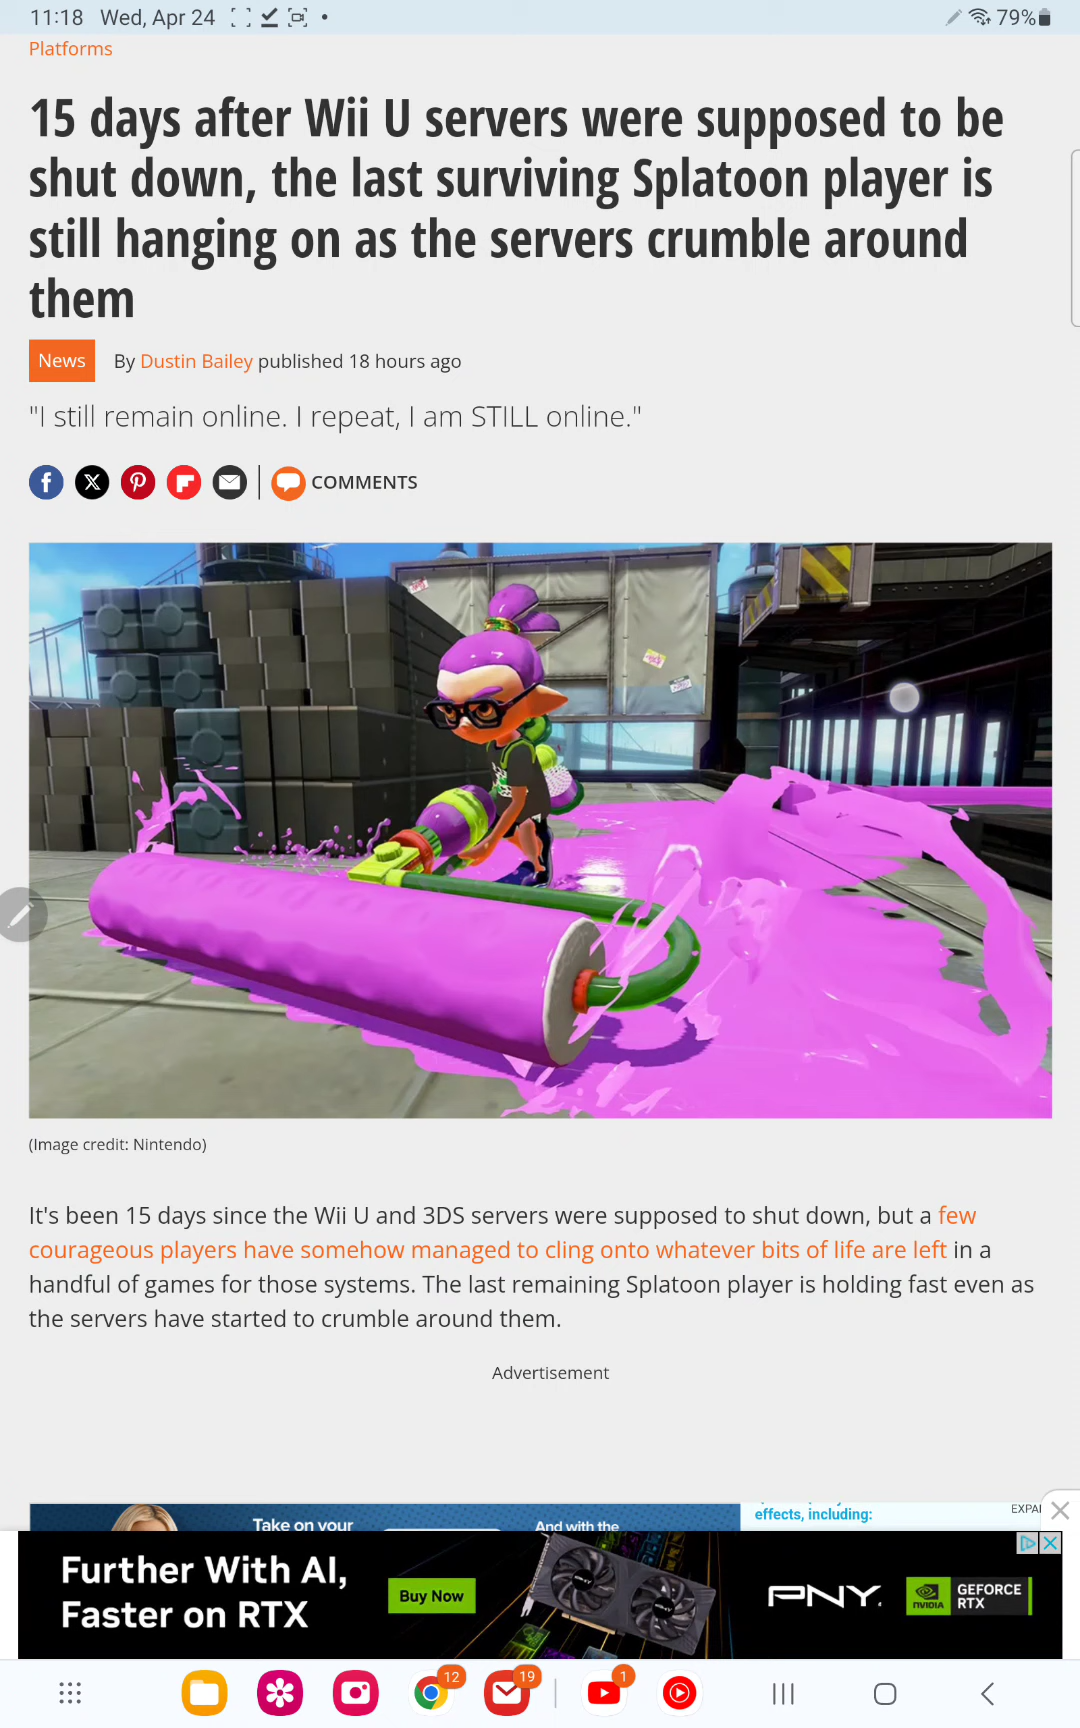 11:18 Wed, Apr 24
79%
Platforms
15 days after Wii U servers were supposed to be
shut down, the last surviving Splatoon player is
still hanging on as the servers crumble around
them
News By Dustin Bailey published 18 hours ago
"I still remain online. I repeat, I am STILL online."
COMMENTS
(Image credit: Nintendo)
It's been 15 days since the Wii U and 3DS servers were supposed to shut down, but a few
courageous players have somehow managed to cling onto whatever bits of life are left in a
handful of games for those systems. The last remaining Splatoon player is holding fast even as
the servers have started to crumble around them.
Advertisement
Take on your
And with the
effects, including:
Further With AI,
Faster on RTX
Buy Now
PNY.
NVIDIA
GEFORCE
RTX
12
19
1